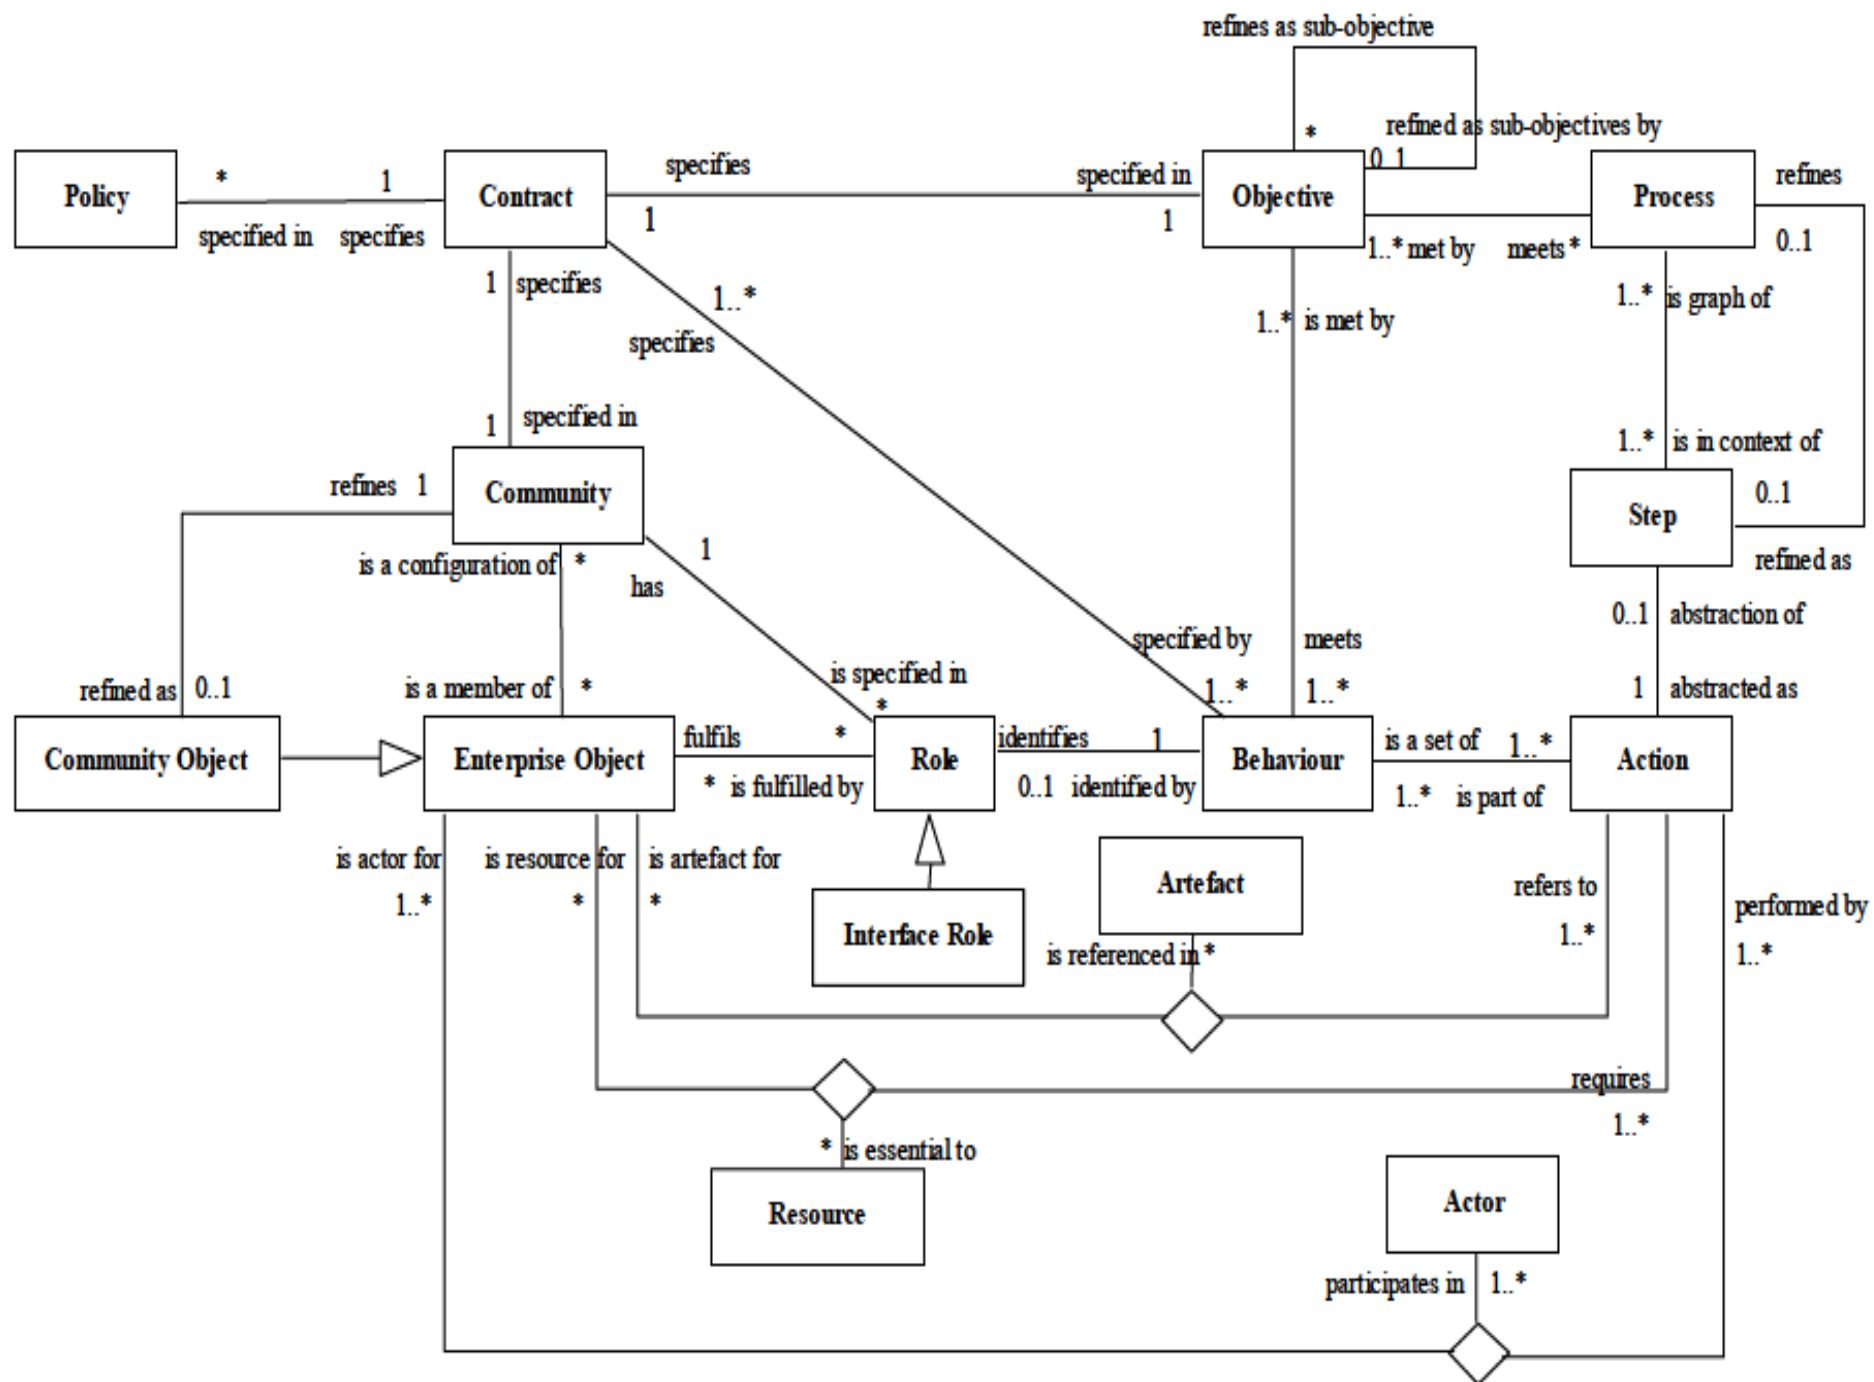 refines as sub-objective
* refined as sub-objectives by
0..1
Policy * 1 Contract specifies specified in Objective Process refines
specified in specifies 1 1 1..* met by meets * 0..1
1 specifies 1..* 1..* is graph of
specifies 1..* is met by
1 specified in 1..* is in context of
refines 1 Community 0..1
Step
is a configuration of * 1 refined as
has
0..1 abstraction of
specified by meets
is specified in
refined as 0..1 is a member of * * 1..* 1..* 1 abstracted as
fulfils * identifies 1 is a set of 1..*
Community Object Enterprise Object Role Behaviour Action
* is fulfilled by 0..1 identified by 1..* is part of
is actor for is resource for is artefact for
Artefact refers to
1..* * * performed by
Interface Role 1..*
is referenced in * 1..*
requires
1..*
* is essential to
Resource Actor
participates in 1..*